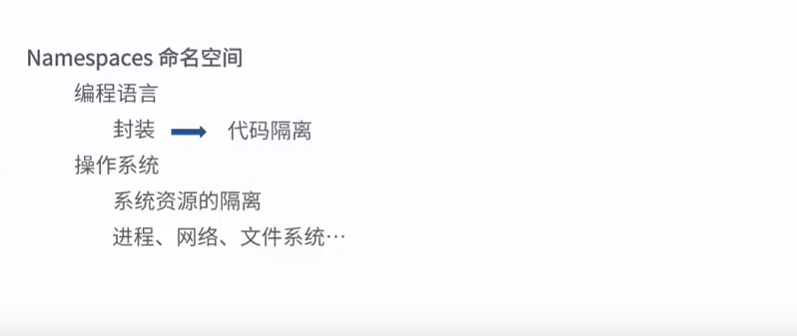 Namespaces 命名空间
编程语言
封装 代码隔离
操作系统
系统资源的隔离
进程、网络、文件系统…